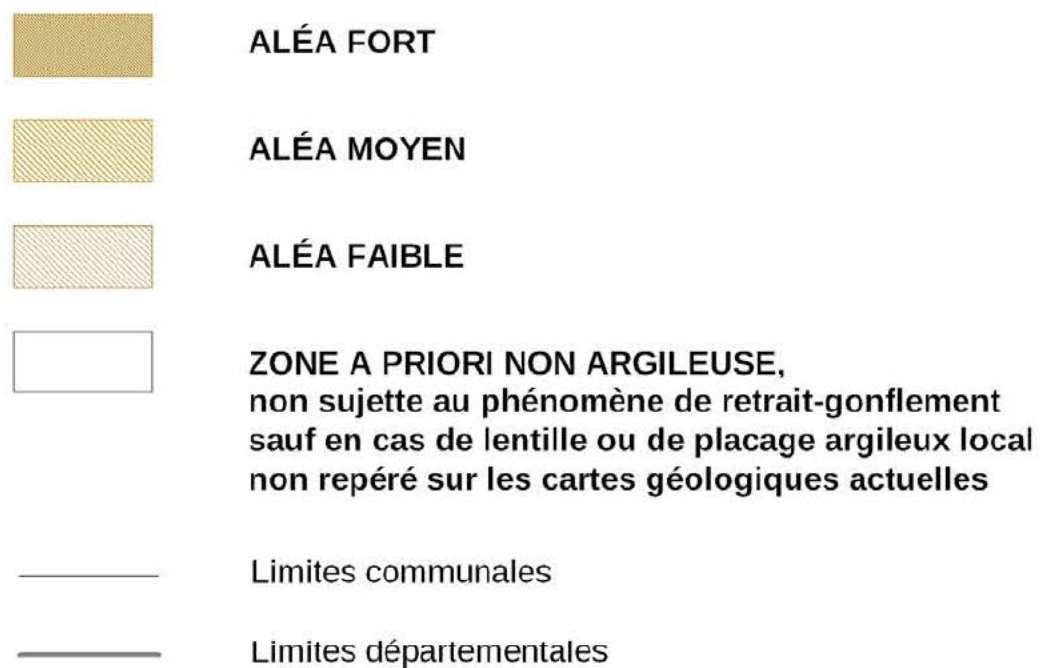 ALÉA FORT
ALÉA MOYEN
ALÉA FAIBLE
ZONE A PRIORI NON ARGILEUSE,
non sujette au phénomène de retrait-gonflement
sauf en cas de lentille ou de placage argileux local
non repéré sur les cartes géologiques actuelles
Limites communales
Limites départementales